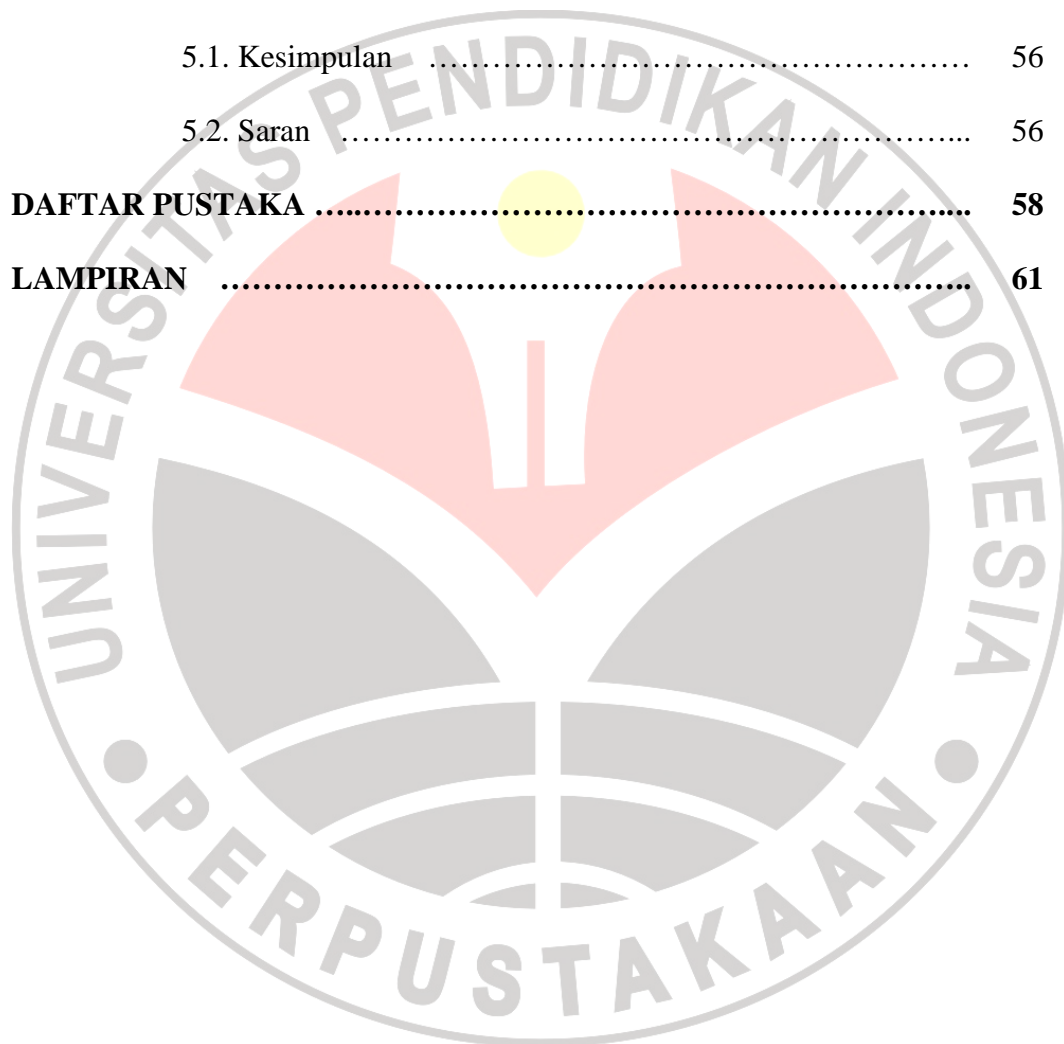 5.1. Kesimpulan ………………………………………… 56
5.2. Saran ………………………………………………... 56
DAFTAR PUSTAKA …..……………………………………………….... 58
LAMPIRAN …………………………………………………………….. 61
UNIVERSITAS PENDIDIKAN INDONESIA
PERPUSTAKAAN